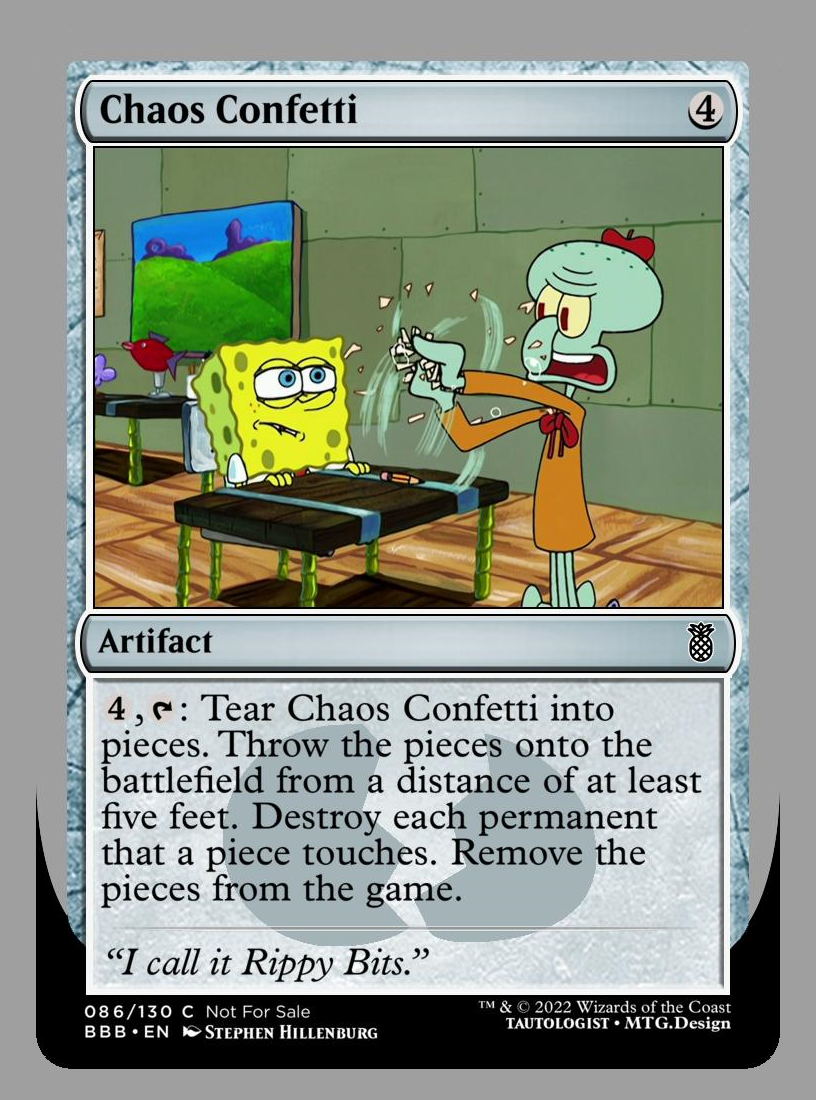 Chaos Confetti 4
Artifact
4, : Tear Chaos Confetti into
pieces. Throw the pieces onto the
battlefield from a distance of at least
five feet. Destroy each permanent
that a piece touches. Remove the
pieces from the game.
“I call it Rippy Bits.”
086/130 C Not For Sale
BBB • EN STEPHEN HILLENBURG
™ & © 2022 Wizards of the Coast
TAUTOLOGIST • MTG.Design